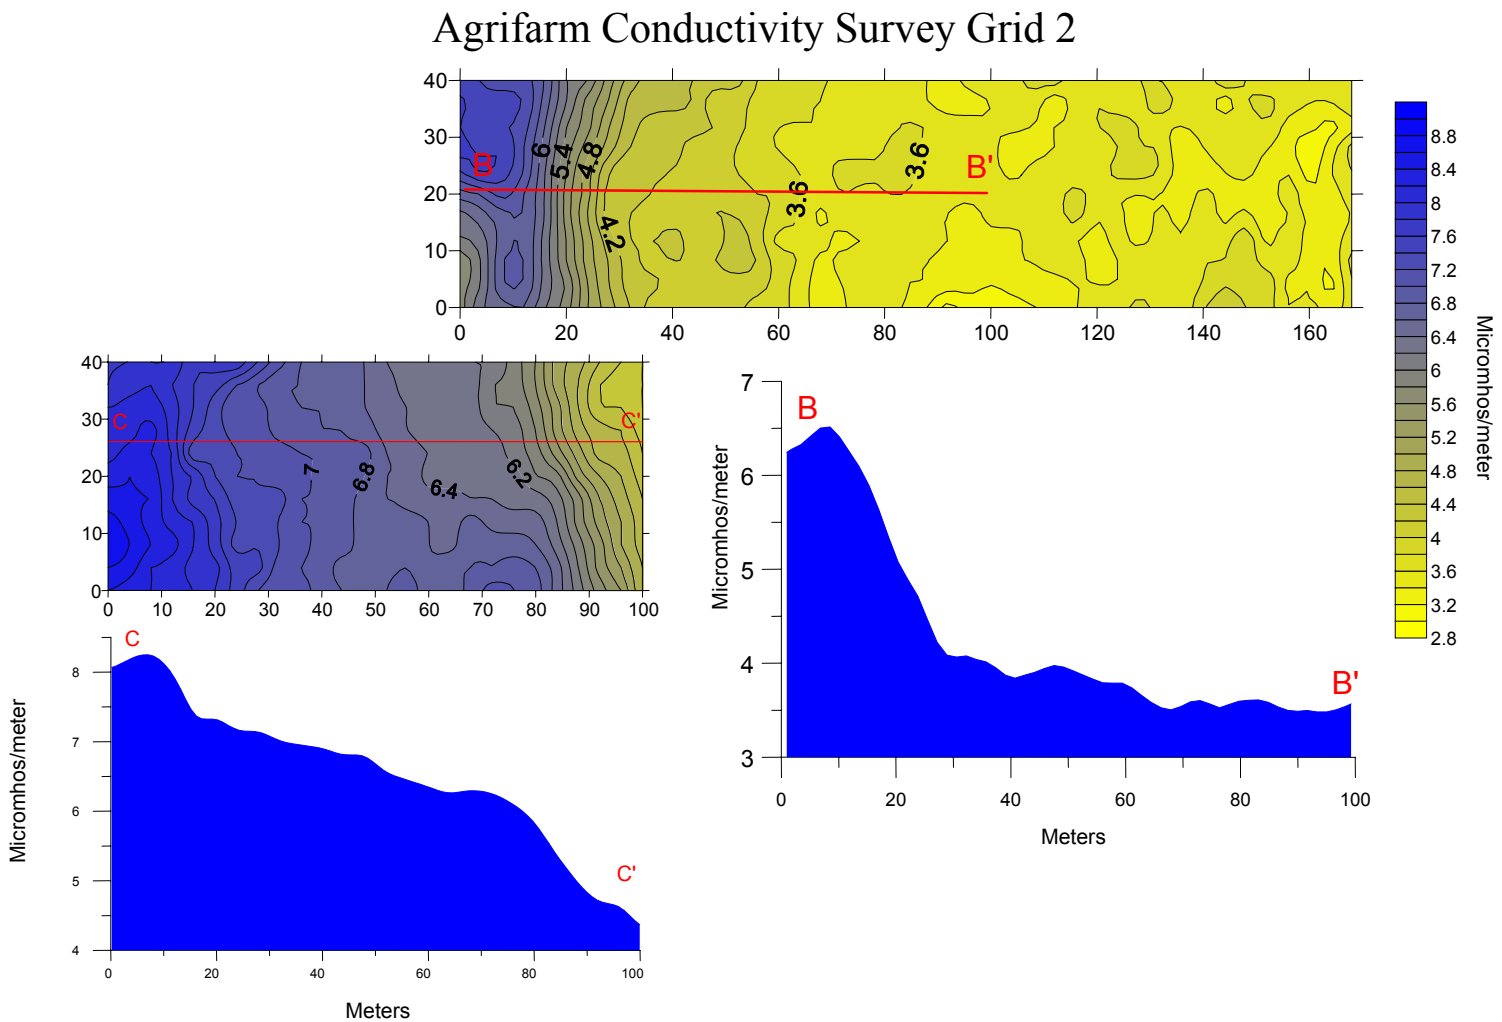 Agrifarm Conductivity Survey Grid 2
40
30
20
10
0
0 20 40 60 80 100 120 140 160
B
B'
6
5.4
4.8
4.2
3.6
3.6
8.8
8.4
8
7.6
7.2
6.8
6.4
6
5.6
5.2
4.8
4.4
4
3.6
3.2
2.8
Micromhos/meter
40
30
20
10
0
0 10 20 30 40 50 60 70 80 90 100
C
C'
7
6.8
6.4
6.2
7
6
5
4
3
Micromhos/meter
B
B'
0 20 40 60 80 100
Meters
C
C'
8
7
6
5
4
Micromhos/meter
0 20 40 60 80 100
Meters